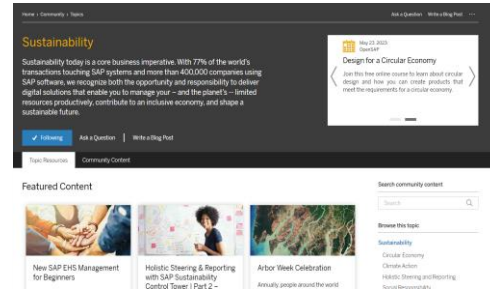 Home > Community > Topics
Ask a Question Write a Blog Post ...
Sustainability
Sustainability today is a core business imperative. With 77% of the world's
transactions touching SAP systems and more than 400,000 companies using
SAP software, we recognize both the opportunity and responsibility to deliver
digital solutions that enable you to manage your – and the planet's – limited
resources productively, contribute to an inclusive economy, and shape a
sustainable future.
May 23, 2023
OpenSAP
Design for a Circular Economy
Join this free online course to learn about circular
design and how you can create products that
meet the requirements for a circular economy.
Following Ask a Question | Write a Blog Post
Topic Resources Community Content
Featured Content
Search community content
Search
Browse this topic
Sustainability
Circular Economy
Climate Action
Holistic Steering and Reporting
Social Responsibility
New SAP EHS Management
for Beginners
Holistic Steering & Reporting
with SAP Sustainability
Control Tower | Part 2 –
Arbor Week Celebration
Annually, people around the world